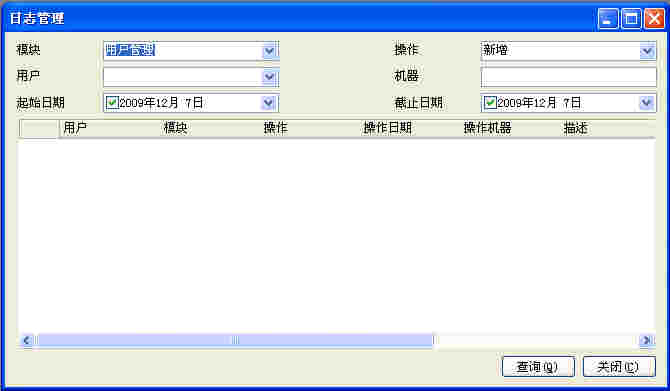 日志管理
模块 用户管理 操作 新增
用户 机器
起始日期 2009年12月 7日 截止日期 2009年12月 7日
用户 模块 操作 操作日期 操作机器 描述
查询(Q) 关闭(C)